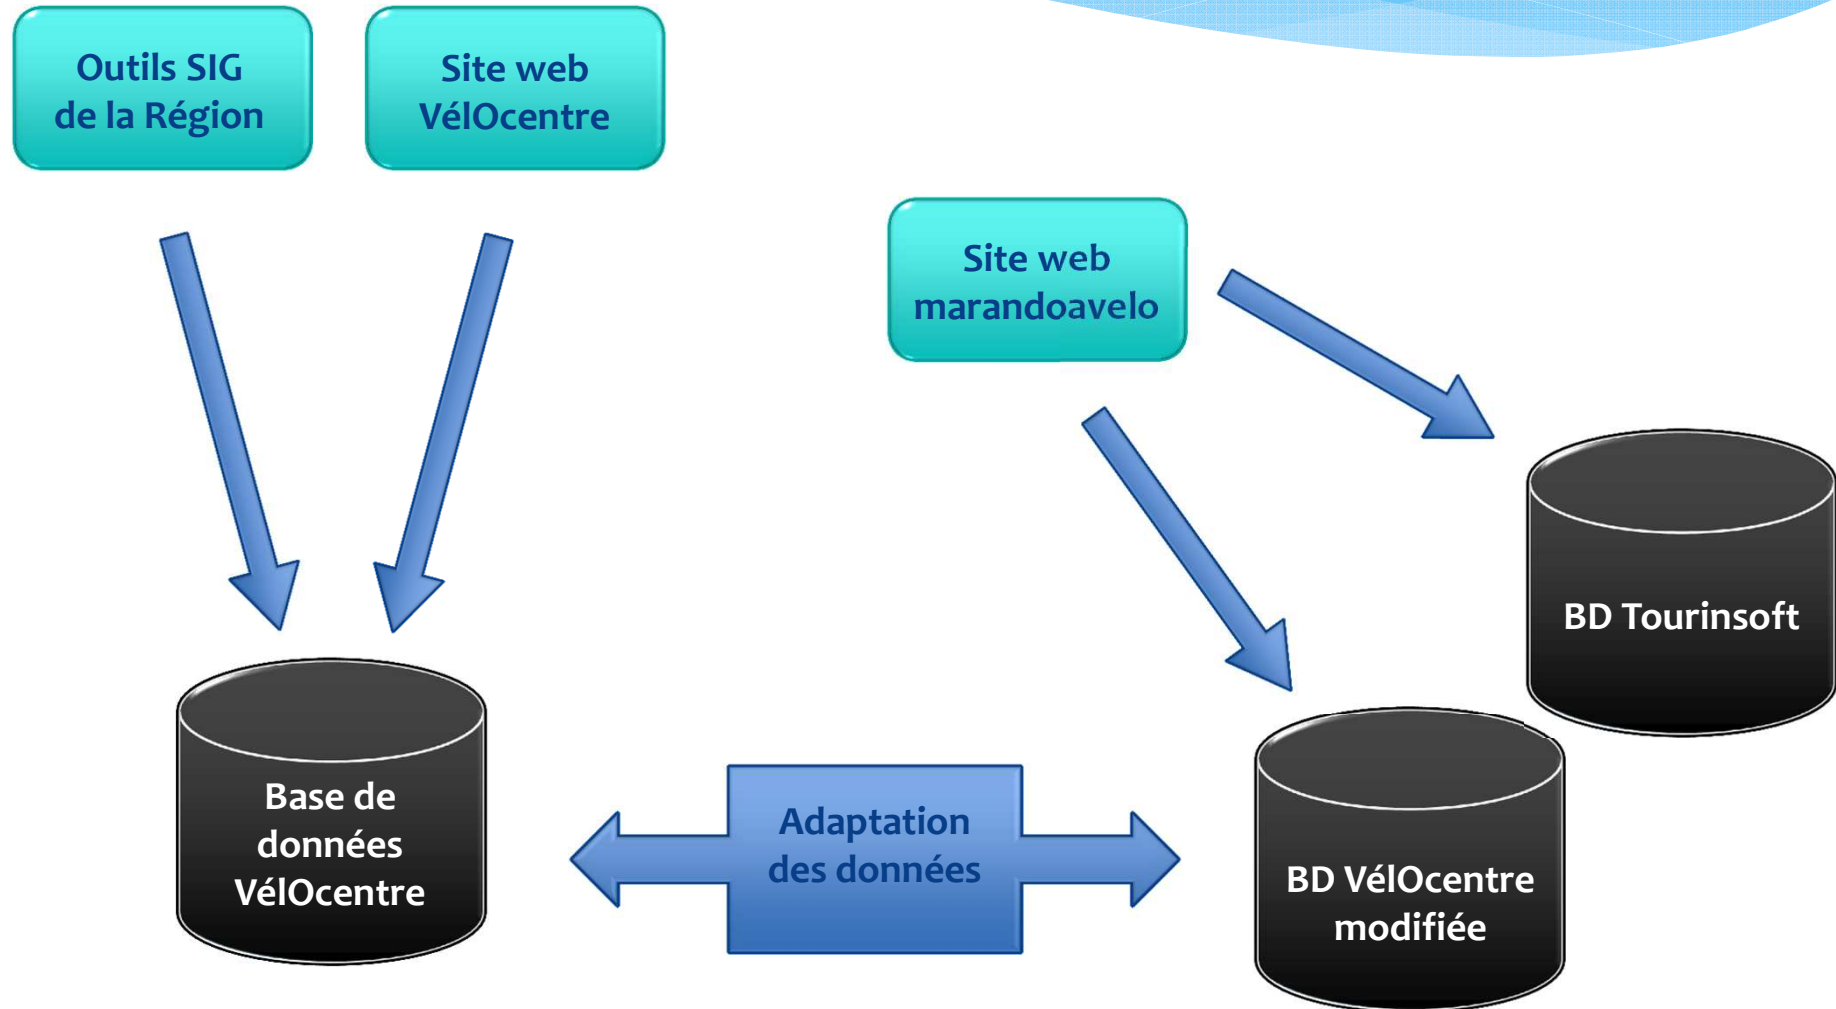 Outils SIG
de la Région
Site web
VélOcentre
Site web
marandoavelo
BD Tourinsoft
Base de
données
VélOcentre
Adaptation
des données
BD VélOcentre
modifiée